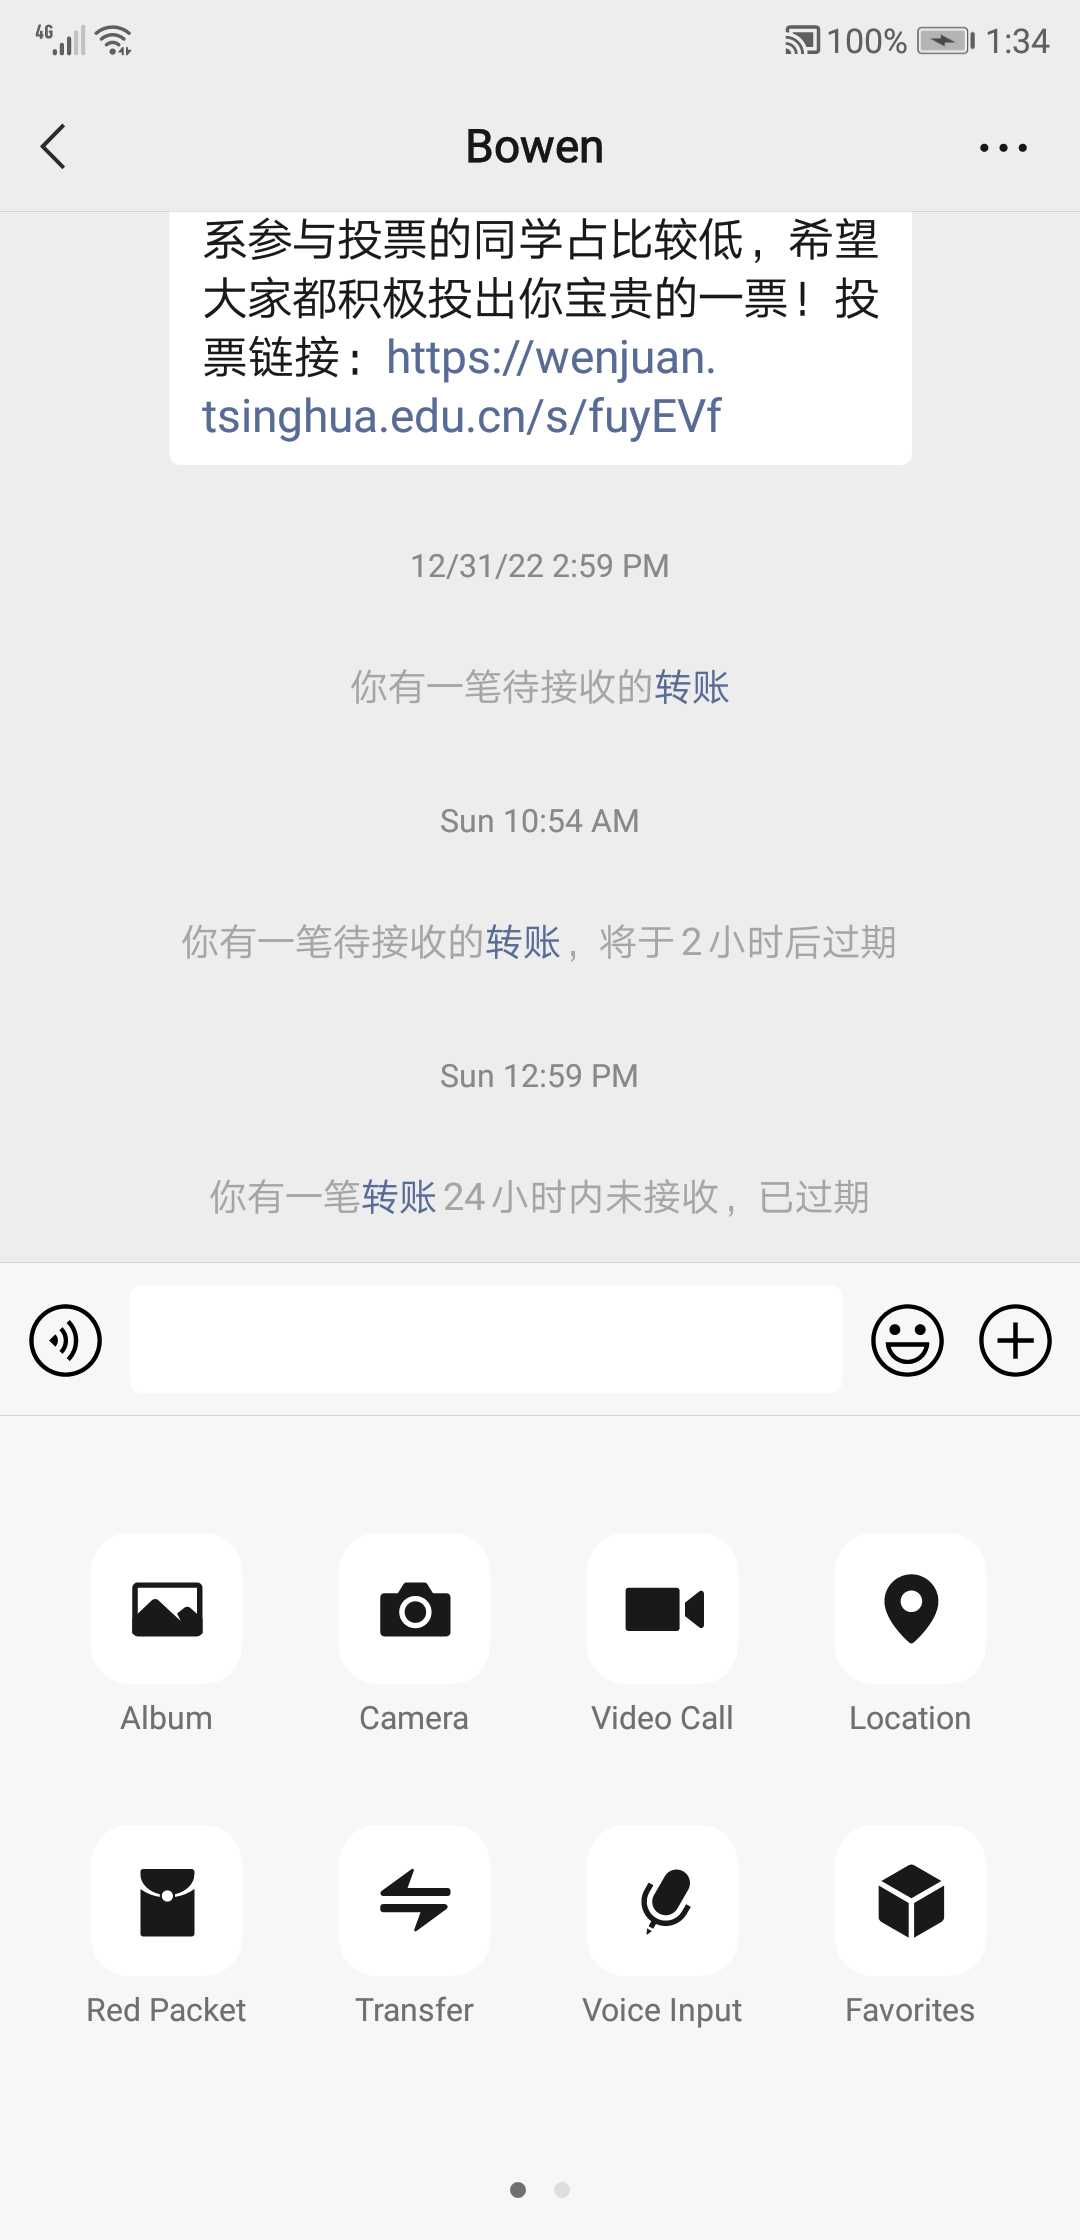 4G
100%
1:34
Bowen
系参与投票的同学占比较低，希望
大家都积极投出你宝贵的一票！投
票链接：https://wenjuan.
tsinghua.edu.cn/s/fuyEVf
12/31/22 2:59 PM
你有一笔待接收的转账
Sun 10:54 AM
你有一笔待接收的转账，将于2小时后过期
Sun 12:59 PM
你有一笔转账24小时内未接收，已过期
Album
Camera
Video Call
Location
Red Packet
Transfer
Voice Input
Favorites